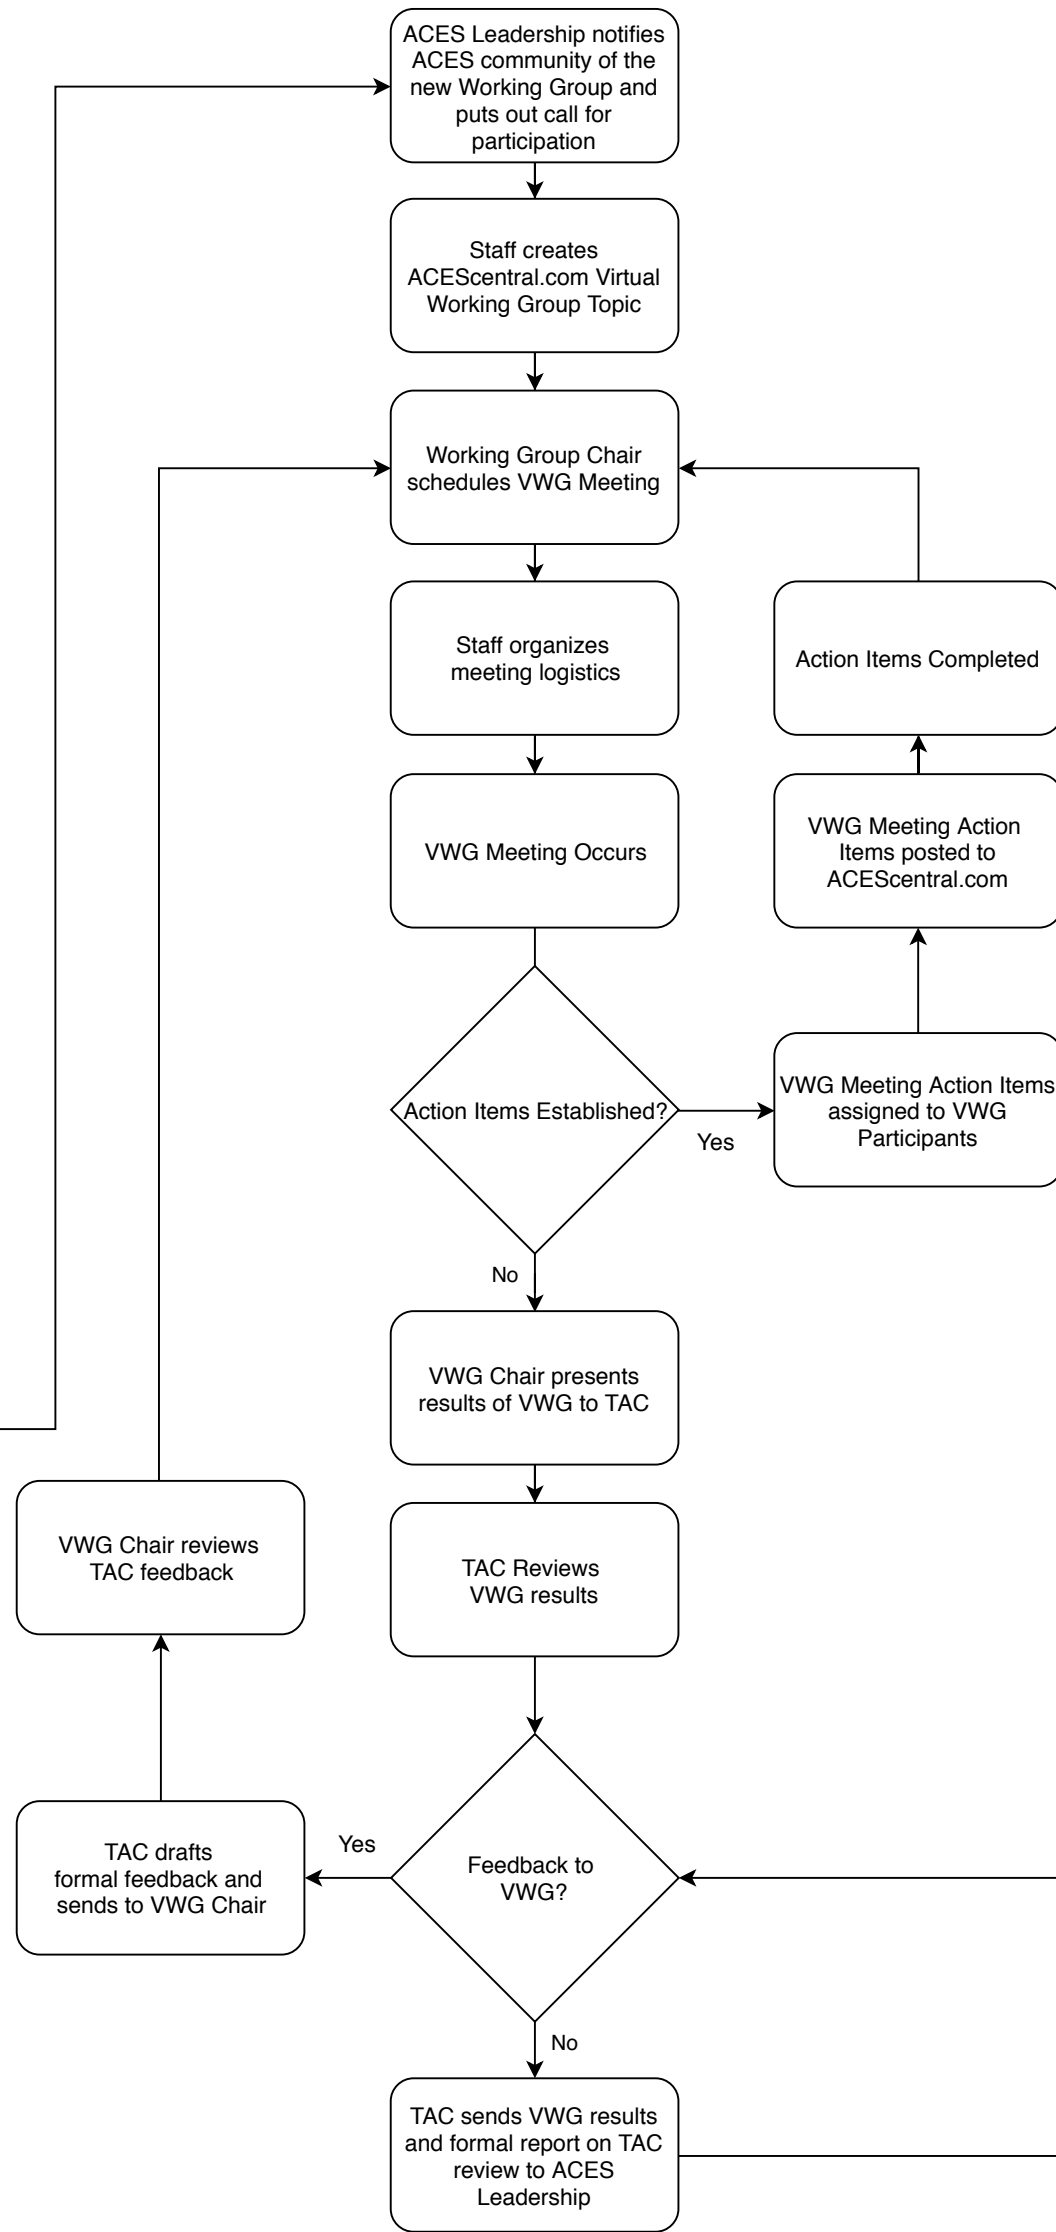 ACES Leadership notifies
ACES community of the
new Working Group and
puts out call for
participation
Staff creates
ACEScentral.com Virtual
Working Group Topic
Working Group Chair
schedules VWG Meeting
Staff organizes
meeting logistics
Action Items Completed
VWG Meeting Occurs
VWG Meeting Action
Items posted to
ACEScentral.com
Action Items Established?
Yes
VWG Meeting Action Items
assigned to VWG
Participants
No
VWG Chair presents
results of VWG to TAC
VWG Chair reviews
TAC feedback
TAC Reviews
VWG results
TAC drafts
formal feedback and
sends to VWG Chair
Yes
Feedback to
VWG?
No
TAC sends VWG results
and formal report on TAC
review to ACES
Leadership